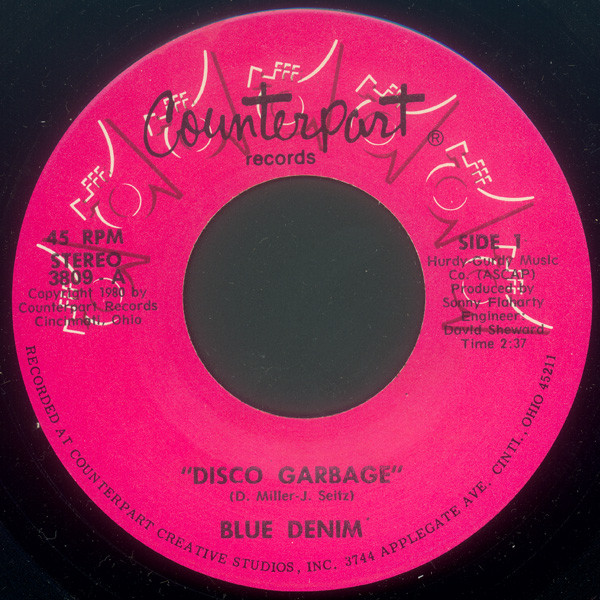 Counterpart®
records
45 RPM
STEREO
3809 A
Copyright 1980 by
Counterpart Records
Cincinnati, Ohio
SIDE 1
Hurdy-Gurdy Music
Co. (ASCAP)
Produced by
Sonny Flaharty
Engineer:
David Sheward
Time 2:37
"DISCO GARBAGE"
(D. Miller-J. Seitz)
BLUE DENIM
RECORDED AT COUNTERPART CREATIVE STUDIOS, INC. 3744 APPLEGATE AVE. CINTI., OHIO 45211